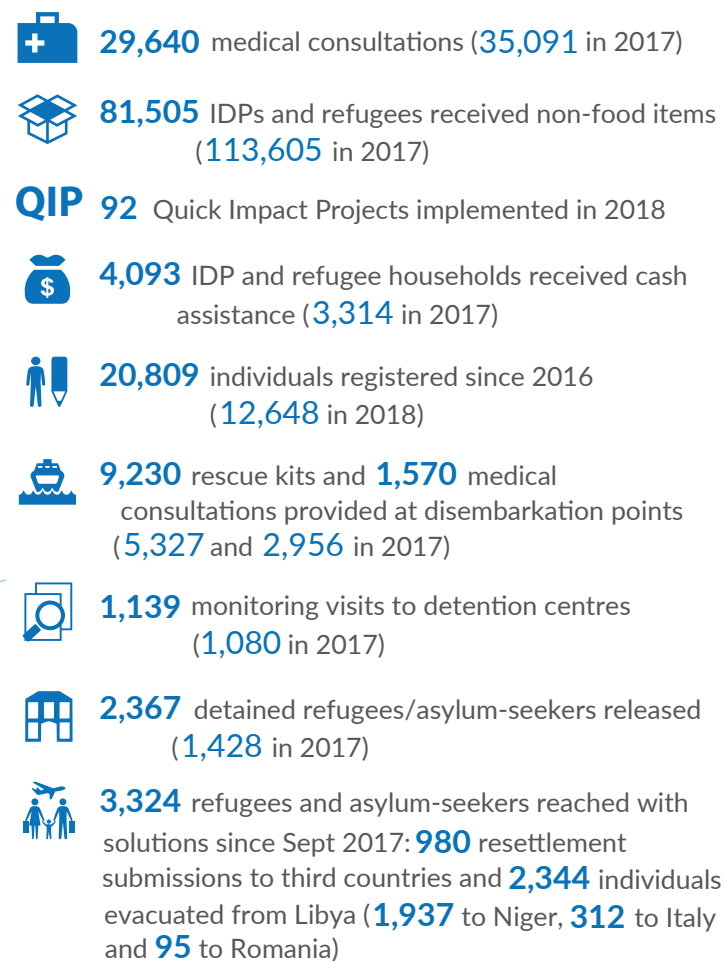 29,640 medical consultations (35,091 in 2017)
81,505 IDPs and refugees received non-food items
(113,605 in 2017)
QIP 92 Quick Impact Projects implemented in 2018
$ 4,093 IDP and refugee households received cash
assistance (3,314 in 2017)
20,809 individuals registered since 2016
(12,648 in 2018)
9,230 rescue kits and 1,570 medical
consultations provided at disembarkation points
(5,327 and 2,956 in 2017)
1,139 monitoring visits to detention centres
(1,080 in 2017)
2,367 detained refugees/asylum-seekers released
(1,428 in 2017)
3,324 refugees and asylum-seekers reached with
solutions since Sept 2017: 980 resettlement
submissions to third countries and 2,344 individuals
evacuated from Libya (1,937 to Niger, 312 to Italy
and 95 to Romania)